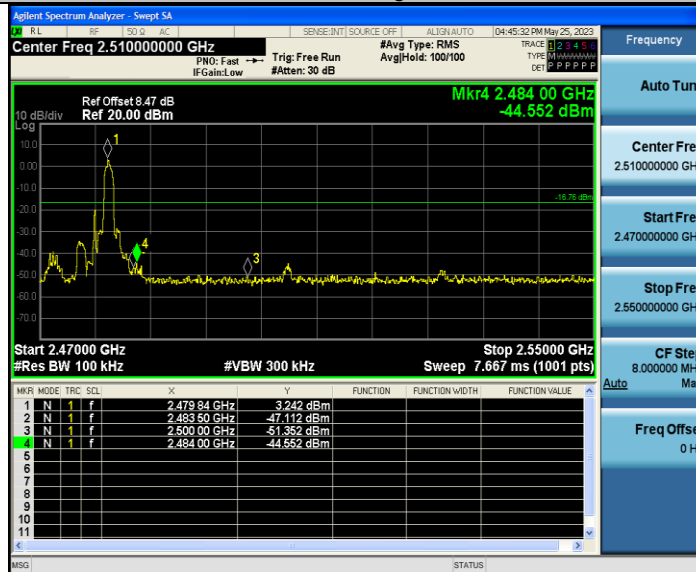 Agilent Spectrum Analyzer - Swept SA
RL RF 50 Ω AC SENSE:INT SOURCE OFF ALIGN AUTO 04:45:32 PM May 25, 2023
Center Freq 2.510000000 GHz
PNO: Fast
IFGain:Low
Trig: Free Run
#Atten: 30 dB
#Avg Type: RMS
Avg|Hold: 100/100
TRACE 1 2 3 4 5 6
TYPE MWWWWW
DET P P P P P P
Ref Offset 8.47 dB
10 dB/div Ref 20.00 dBm
Log
Mkr4 2.484 00 GHz
-44.552 dBm
10.0
0.00
-10.0
-20.0
-30.0
-40.0
-50.0
-60.0
-70.0
1
4
3
-16.76 dBm
Start 2.47000 GHz Stop 2.55000 GHz
#Res BW 100 kHz #VBW 300 kHz Sweep 7.667 ms (1001 pts)
MKR MODE TRC SCL X Y FUNCTION FUNCTION WIDTH FUNCTION VALUE
1 N 1 f 2.479 84 GHz 3.242 dBm
2 N 1 f 2.483 50 GHz -47.112 dBm
3 N 1 f 2.500 00 GHz -51.352 dBm
4 N 1 f 2.484 00 GHz -44.552 dBm
5
6
7
8
9
10
11
MSG STATUS
Frequency
Auto Tun
Center Fre
2.510000000 GH
Start Fre
2.470000000 GH
Stop Fre
2.550000000 GH
CF Ste
8.000000 MH
Auto Ma
Freq Offse
0 H